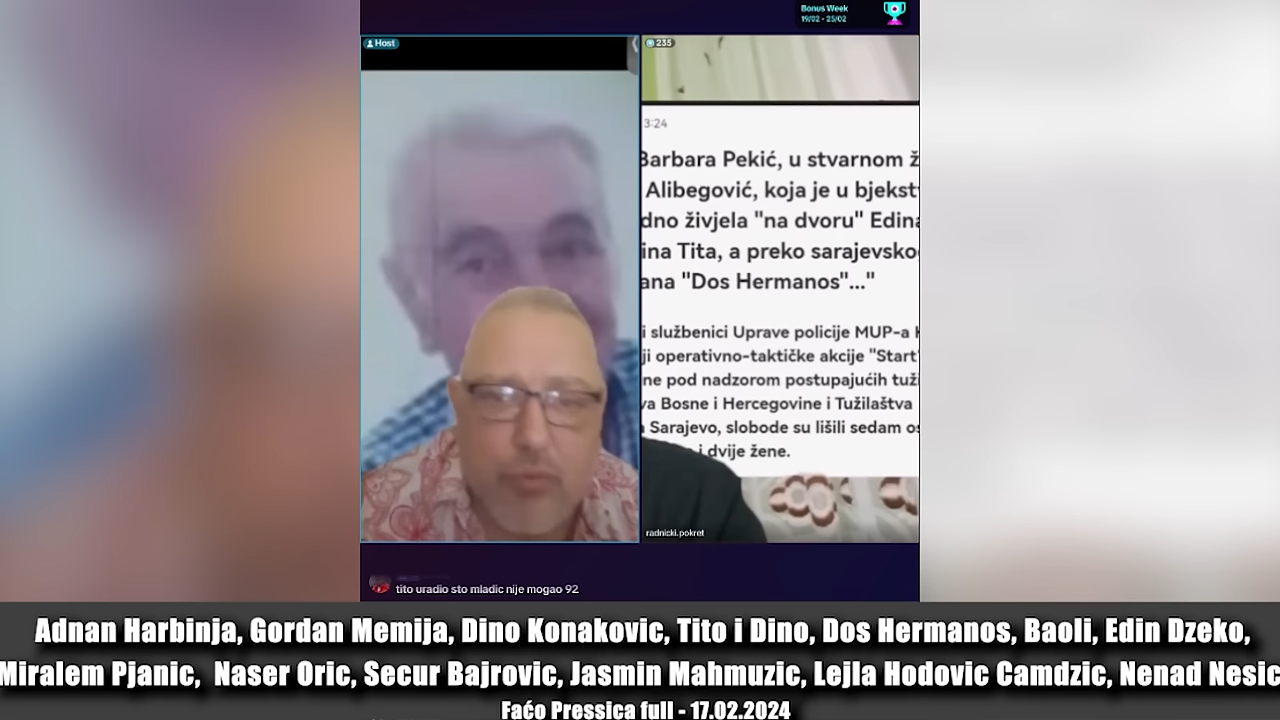 Bonus Week
19/02 - 25/02
Host
235
3:24
Barbara Pekić, u stvarnom ž
Alibegović, koja je u bjekst
dno živjela "na dvoru" Edina
ina Tita, a preko sarajevsko
ana "Dos Hermanos"..."
i službenici Uprave policije MUP-a
ji operativno-taktičke akcije "Start"
ne pod nadzorom postupajućih tuži
va Bosne i Hercegovine i Tužilaštva
Sarajevo, slobode su lišili sedam os
i dvije žene.
radnicki.pokret
tito uradio sto mladic nije mogao 92
Adnan Harbinja, Gordan Memija, Dino Konakovic, Tito i Dino, Dos Hermanos, Baoli, Edin Dzeko,
Miralem Pjanic, Naser Oric, Secur Bajrovic, Jasmin Mahmuzic, Lejla Hodovic Camdzic, Nenad Nesic
Faćo Pressica full - 17.02.2024